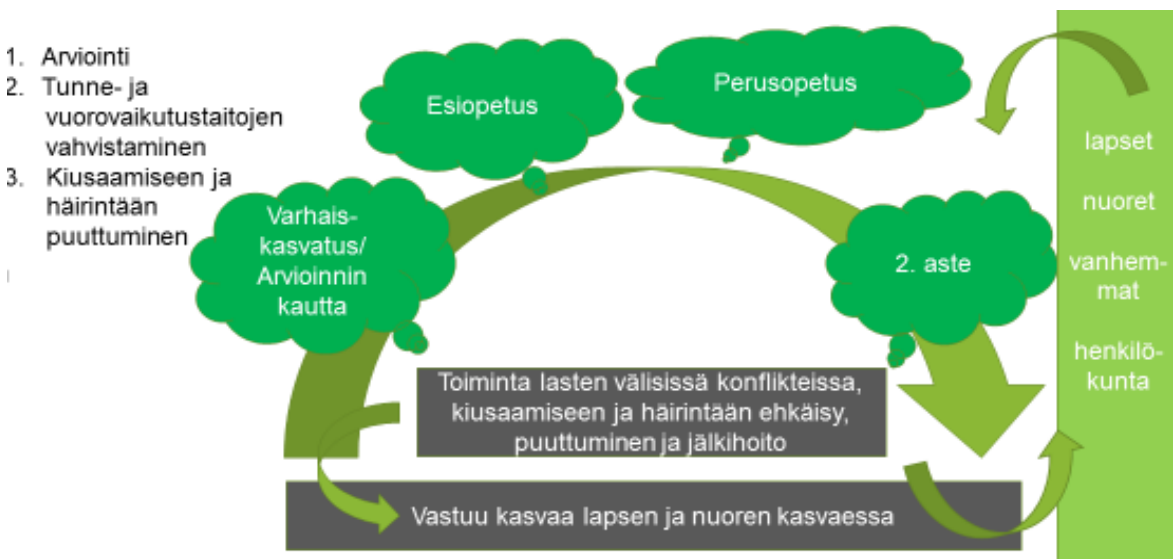 1. Arviointi
2. Tunne- ja
vuorovaikutustaitojen
vahvistaminen
3. Kiusaamiseen ja
häirintään
puuttuminen
Esiopetus
Perusopetus
Varhais-
kasvatus/
Arvioinnin
kautta
2. aste
lapset
nuoret
vanhem-
mat
henkilö-
kunta
Toiminta lasten välisissä konflikteissa,
kiusaamiseen ja häirintään ehkäisy,
puuttuminen ja jälkihoito
Vastuu kasvaa lapsen ja nuoren kasvaessa